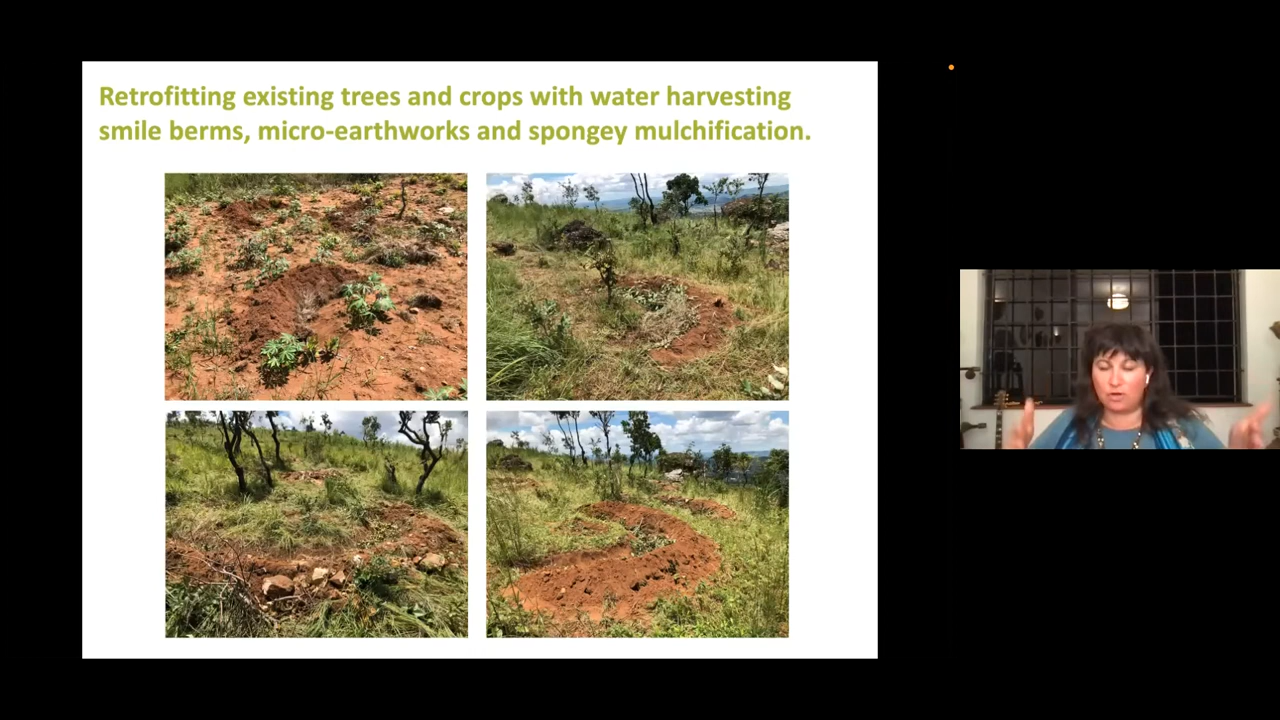 Retrofitting existing trees and crops with water harvesting
smile berms, micro-earthworks and spongey mulchification.